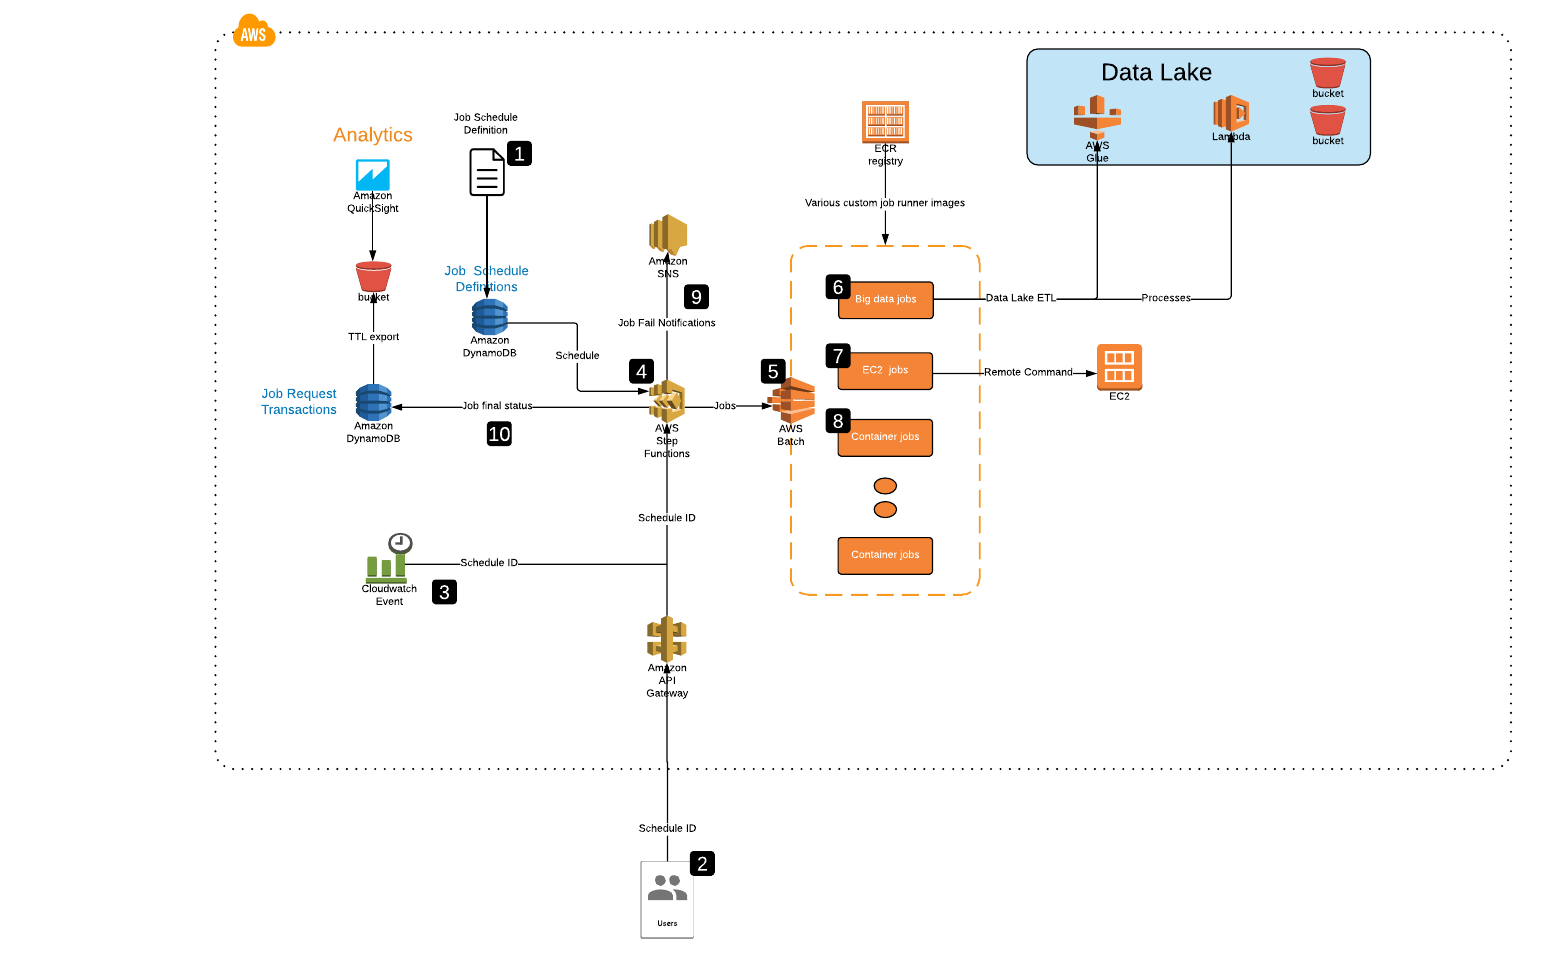 AWS
Data Lake
bucket
bucket
AWS
Glue
Lambda
Analytics
Amazon
QuickSight
bucket
TTL export
Job Request
Transactions
Amazon
DynamoDB
Job Schedule
Definition
1
Job  Schedule
Definitions
Amazon
DynamoDB
Schedule
Amazon
SNS
9
Job Fail Notifications
4
AWS
Step
Functions
Job final status
10
Jobs
5
AWS
Batch
ECR
registry
Various custom job runner images
6
Big data jobs
Data Lake ETL
Processes
7
EC2  jobs
Remote Command
EC2
8
Container jobs
Container jobs
Schedule ID
Cloudwatch
Event
3
Schedule ID
Amazon
API
Gateway
Schedule ID
2
Users